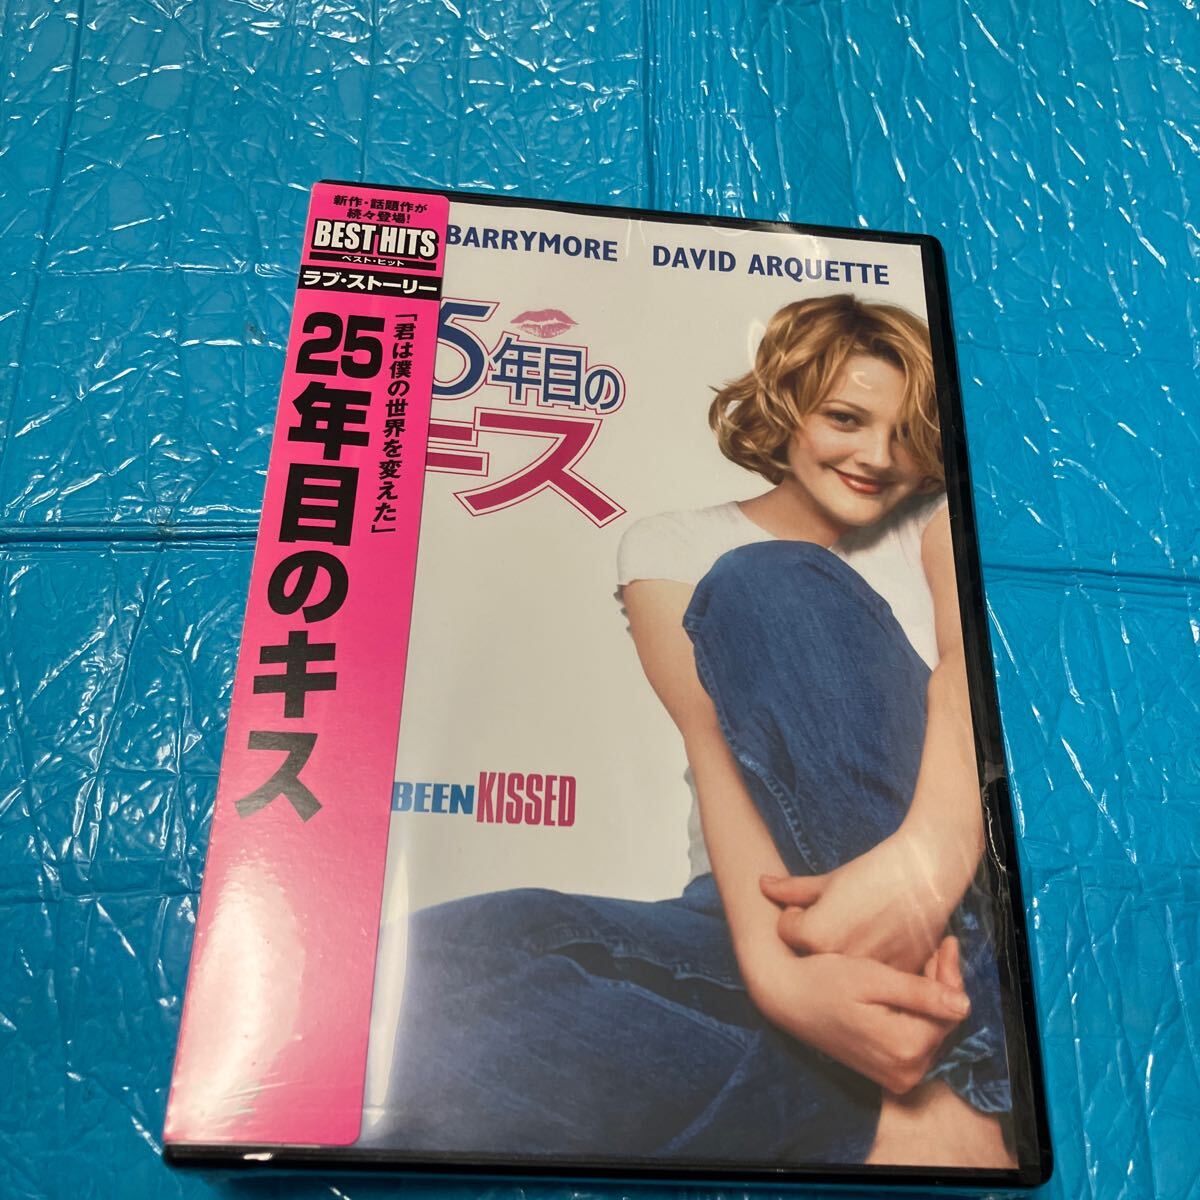 新作・話題作が
続々登場!
BEST HITS
ベスト・ヒット
ラブ・ストーリー
「君は僕の世界を変えた」
25年目のキス
BARRYMORE DAVID ARQUETTE
5年目の
キス
BEEN KISSED